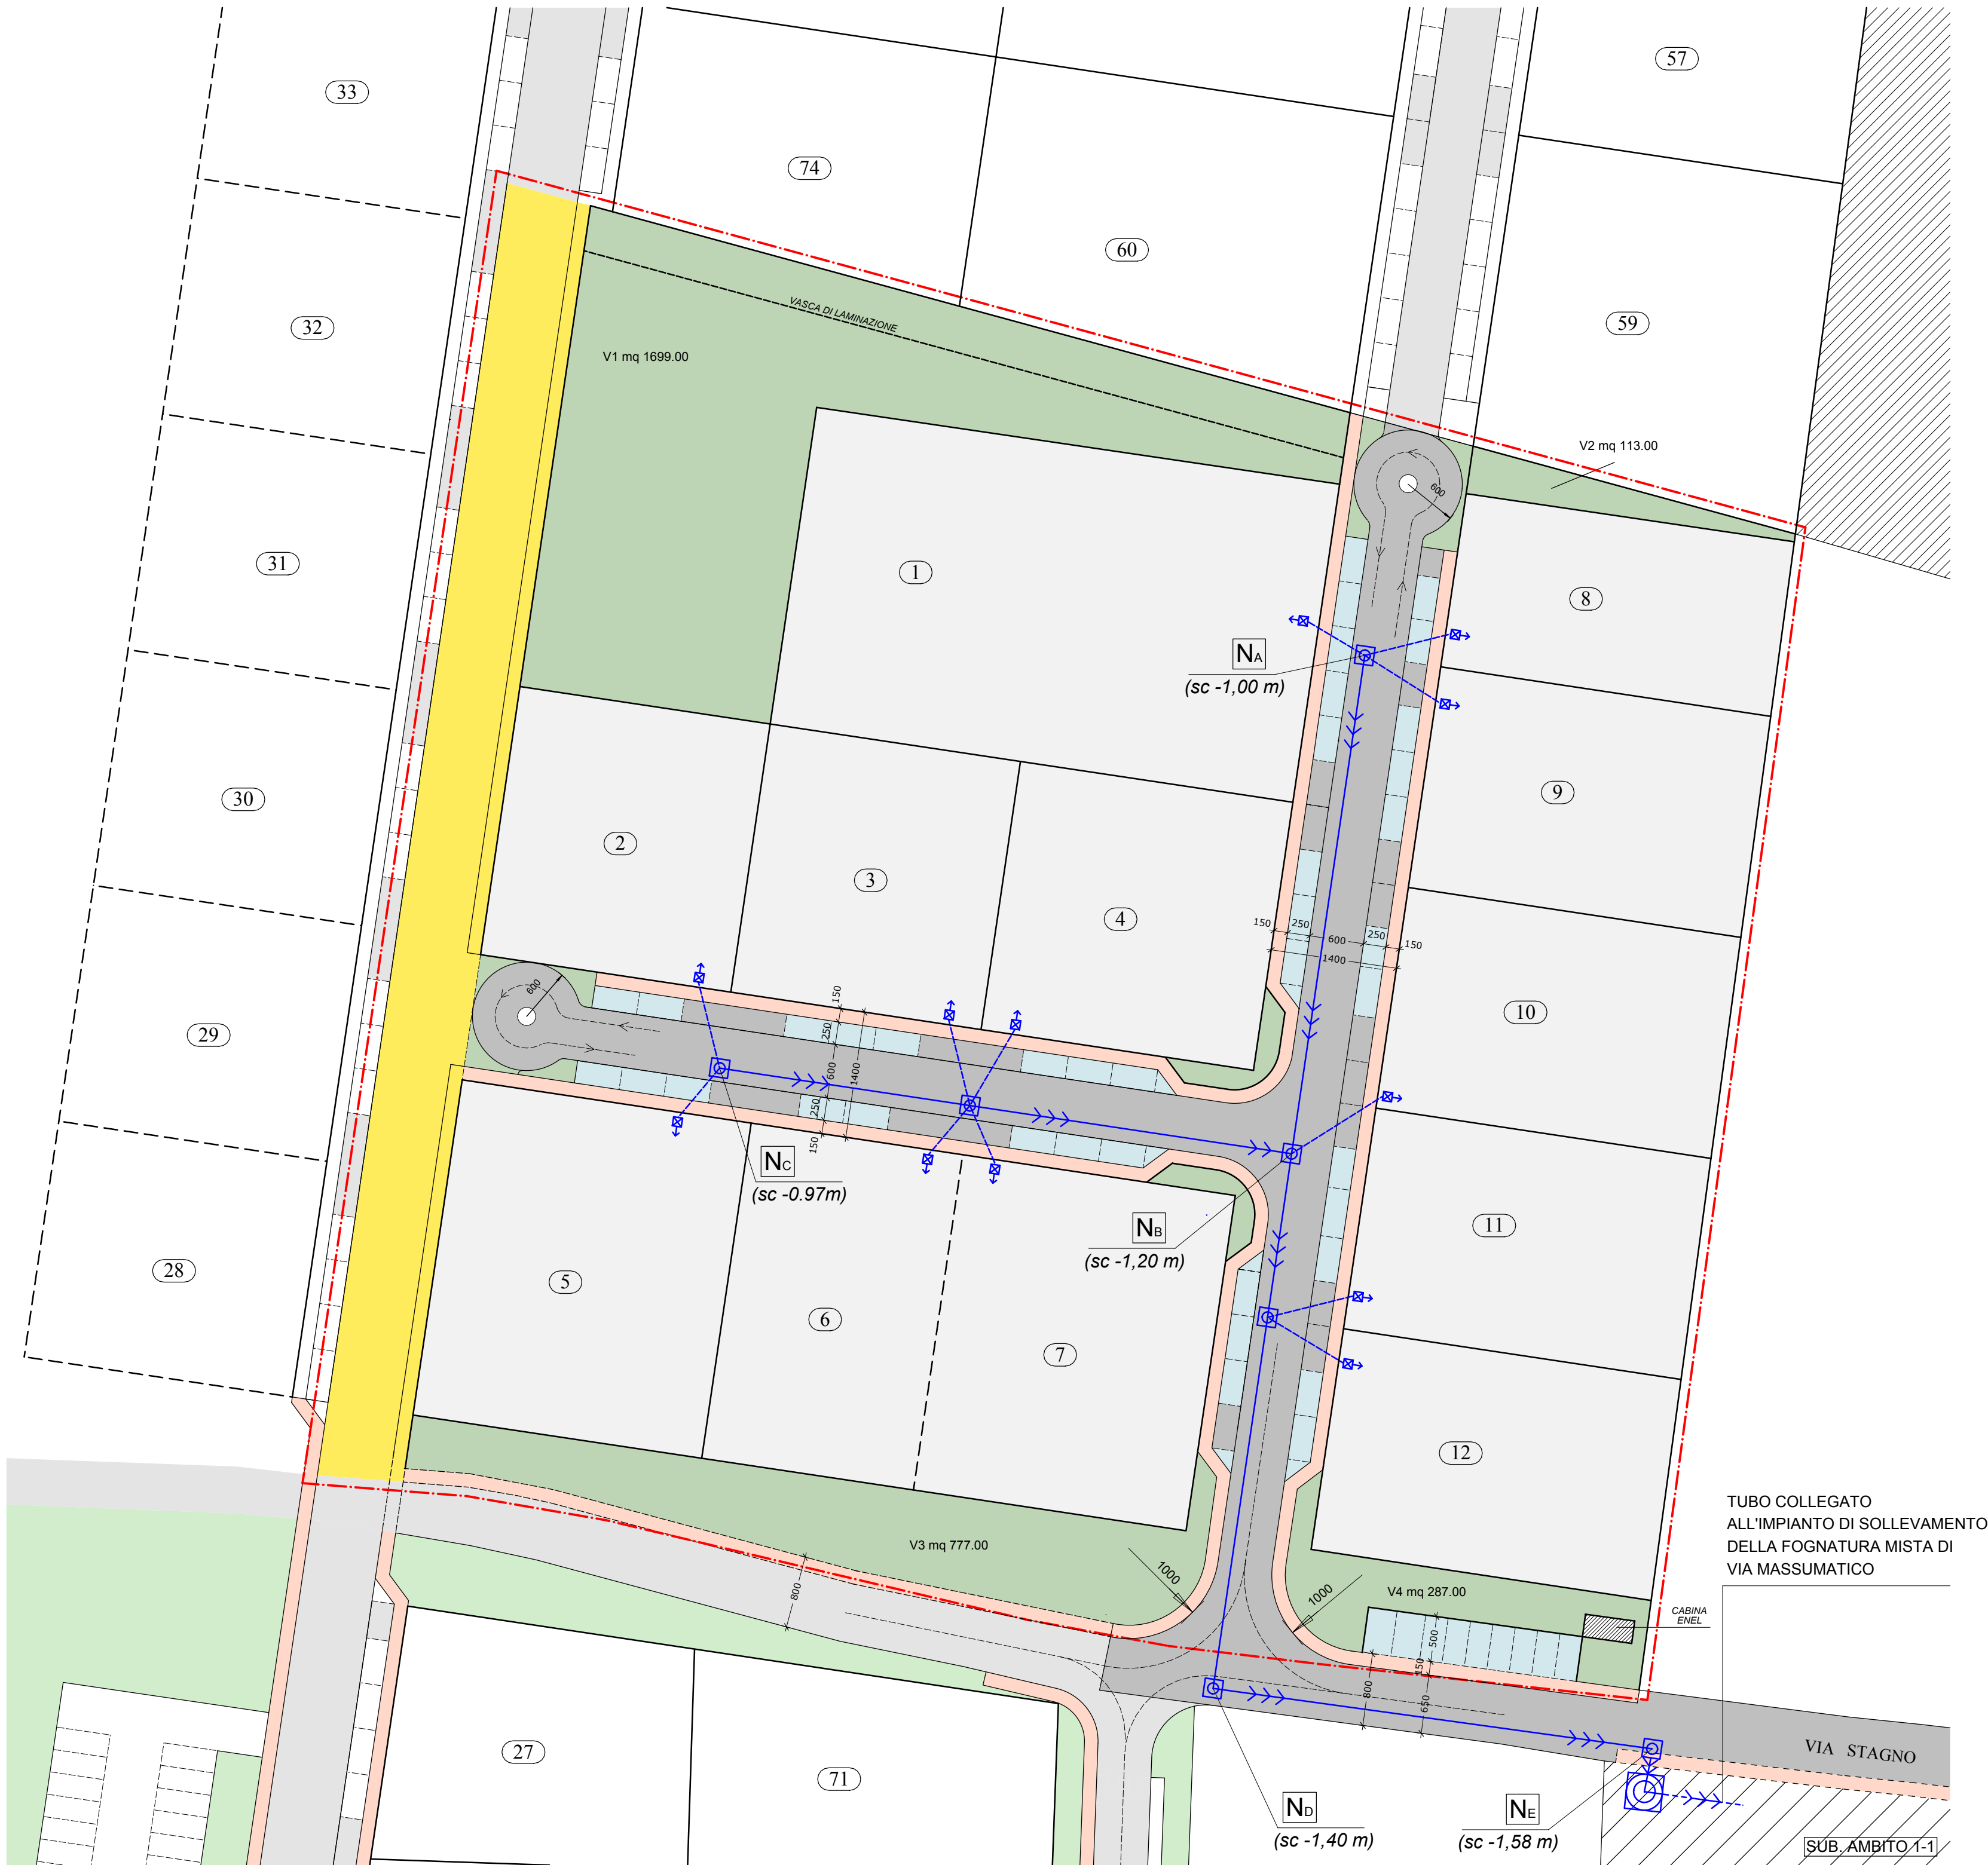 57
33
74
60
59
32
VASCA DI LAMINAZIONE
V1 mq 1699.00
V2 mq 113.00
600
31
1
8
NA
(sc -1,00 m)
30
9
2
3
4
150
250
600
250
150
1400
10
29
600
150
250
600
1400
250
150
NC
(sc -0.97m)
NB
(sc -1,20 m)
11
28
5
6
7
12
TUBO COLLEGATO
ALL'IMPIANTO DI SOLLEVAMENTO
DELLA FOGNATURA MISTA DI
VIA MASSUMATICO
V3 mq 777.00
1000
1000
V4 mq 287.00
800
CABINA
ENEL
500
150
800
650
27
71
VIA STAGNO
ND
(sc -1,40 m)
NE
(sc -1,58 m)
SUB. AMBITO 1-1